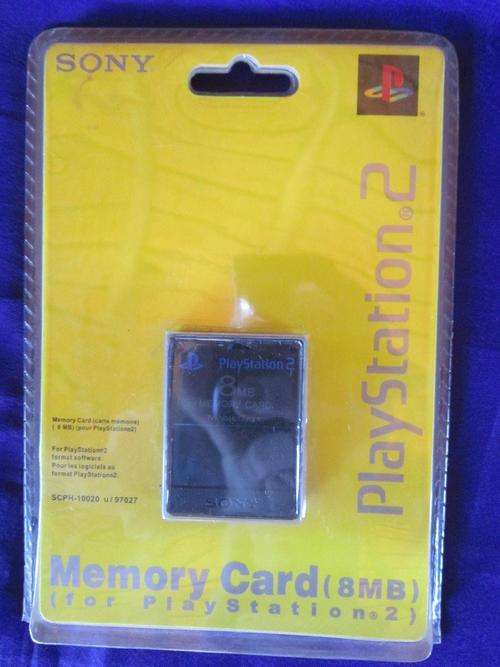 SONY
PlayStation®2
PlayStation 2
8MB
MEMORY CARD
SONY
Memory Card (carte mémoire)
( 8 MB) (pour PlayStation2)
For PlayStation2
format software.
Pour les logiciels au
format PlayStation2.
SCPH-10020 u/ 97027
Memory Card(8MB)
(for PlayStation®2)